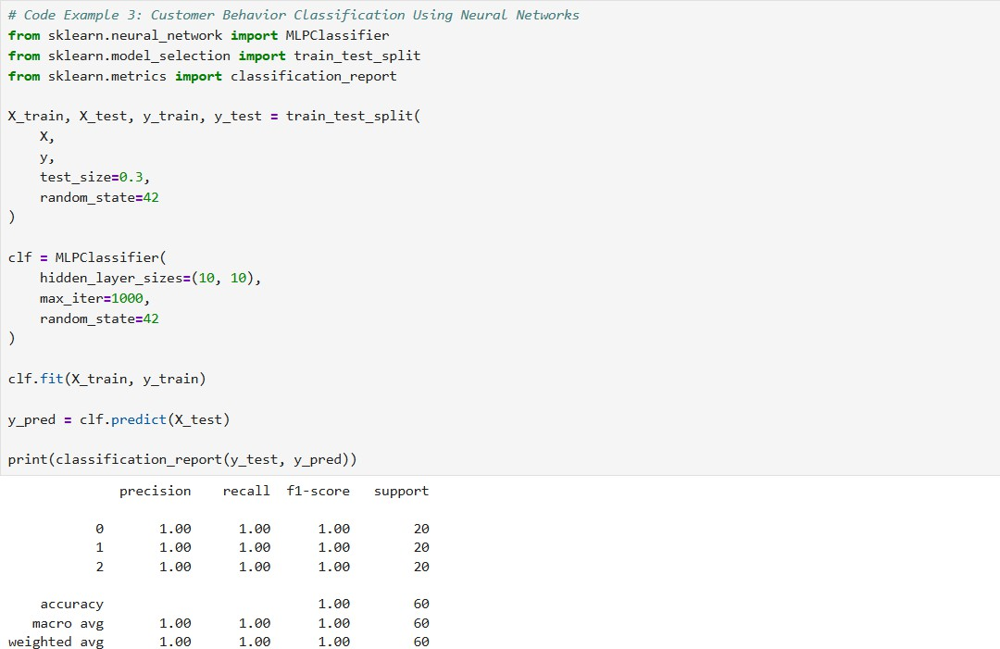 # Code Example 3: Customer Behavior Classification Using Neural Networks
from sklearn.neural_network import MLPClassifier
from sklearn.model_selection import train_test_split
from sklearn.metrics import classification_report

X_train, X_test, y_train, y_test = train_test_split(
    X,
    y,
    test_size=0.3,
    random_state=42
)

clf = MLPClassifier(
    hidden_layer_sizes=(10, 10),
    max_iter=1000,
    random_state=42
)

clf.fit(X_train, y_train)

y_pred = clf.predict(X_test)

print(classification_report(y_test, y_pred))
              precision    recall  f1-score   support

           0       1.00      1.00      1.00        20
           1       1.00      1.00      1.00        20
           2       1.00      1.00      1.00        20

    accuracy                           1.00        60
   macro avg       1.00      1.00      1.00        60
weighted avg       1.00      1.00      1.00        60